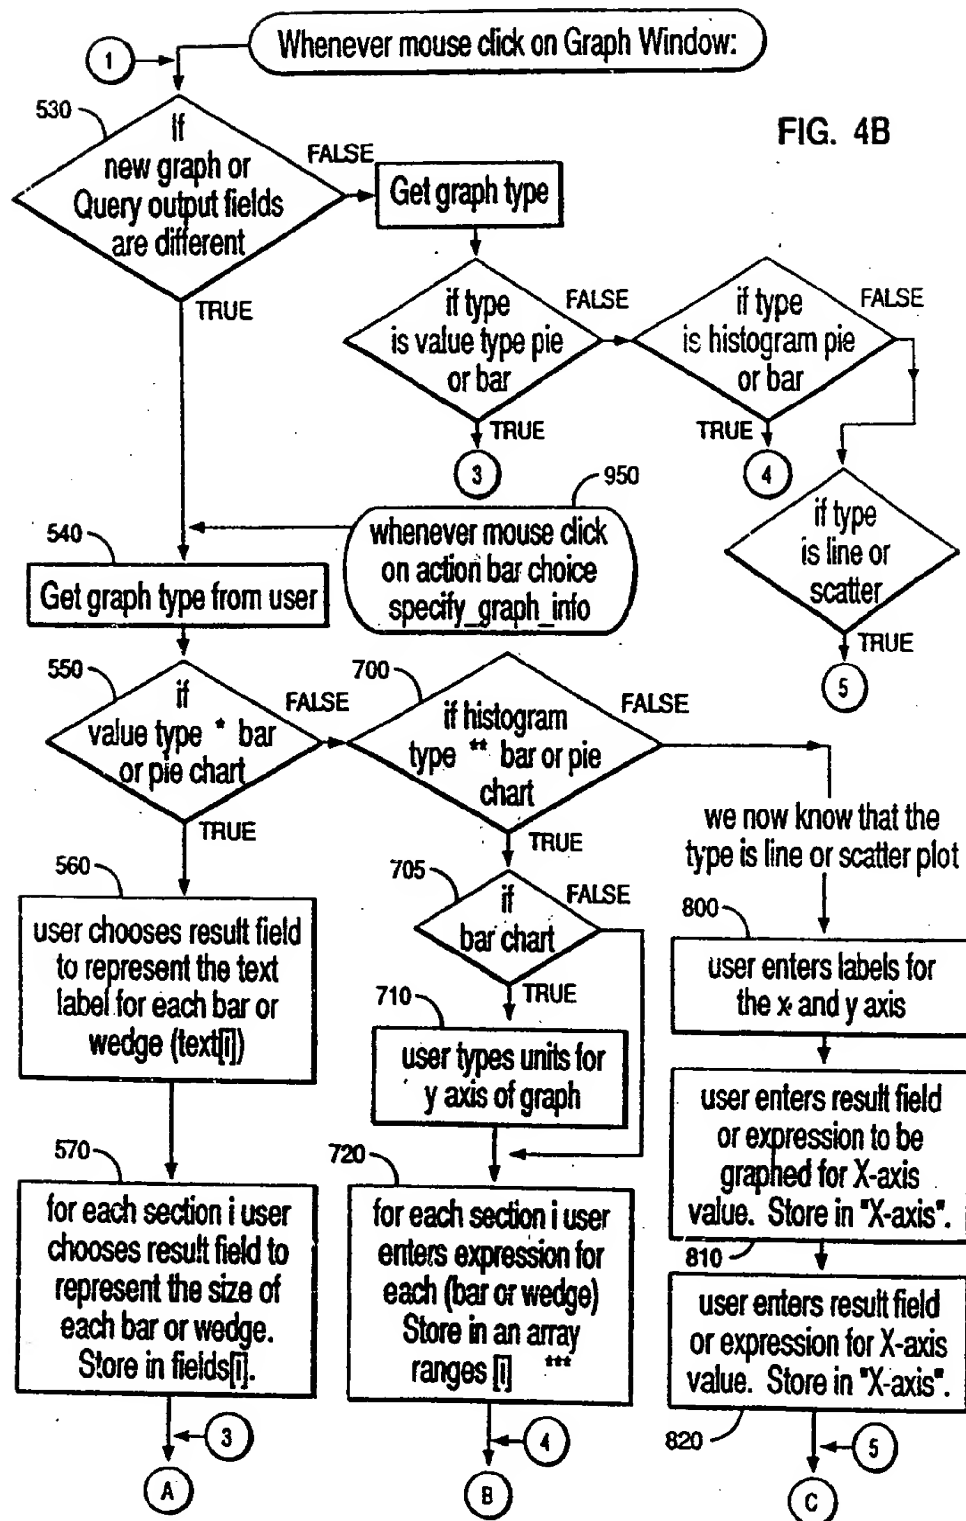 Whenever mouse click on Graph Window:
1
FIG. 4B
530
If
new graph or
Query output fields
are different
FALSE
TRUE
Get graph type
if type
is value type pie
or bar
FALSE
TRUE
3
if type
is histogram pie
or bar
FALSE
TRUE
4
if type
is line or
scatter
TRUE
5
950
whenever mouse click
on action bar choice
specify_graph_info
540
Get graph type from user
550
if
value type * bar
or pie chart
FALSE
TRUE
700
if histogram
type ** bar or pie
chart
FALSE
TRUE
we now know that the
type is line or scatter plot
560
user chooses result field
to represent the text
label for each bar or
wedge (text[i])
705
if
bar chart
FALSE
TRUE
710
user types units for
y axis of graph
800
user enters labels for
the x and y axis
user enters result field
or expression to be
graphed for X-axis
value. Store in "X-axis".
810
570
for each section i user
chooses result field to
represent the size of
each bar or wedge.
Store in fields[i].
3
A
720
for each section i user
enters expression for
each (bar or wedge)
Store in an array
ranges [i] ***
4
B
user enters result field
or expression for X-axis
value. Store in "X-axis".
820
5
C